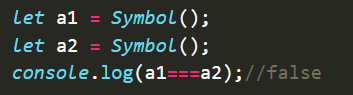 let a1 = Symbol();
let a2 = Symbol();
console.log(a1===a2);//false